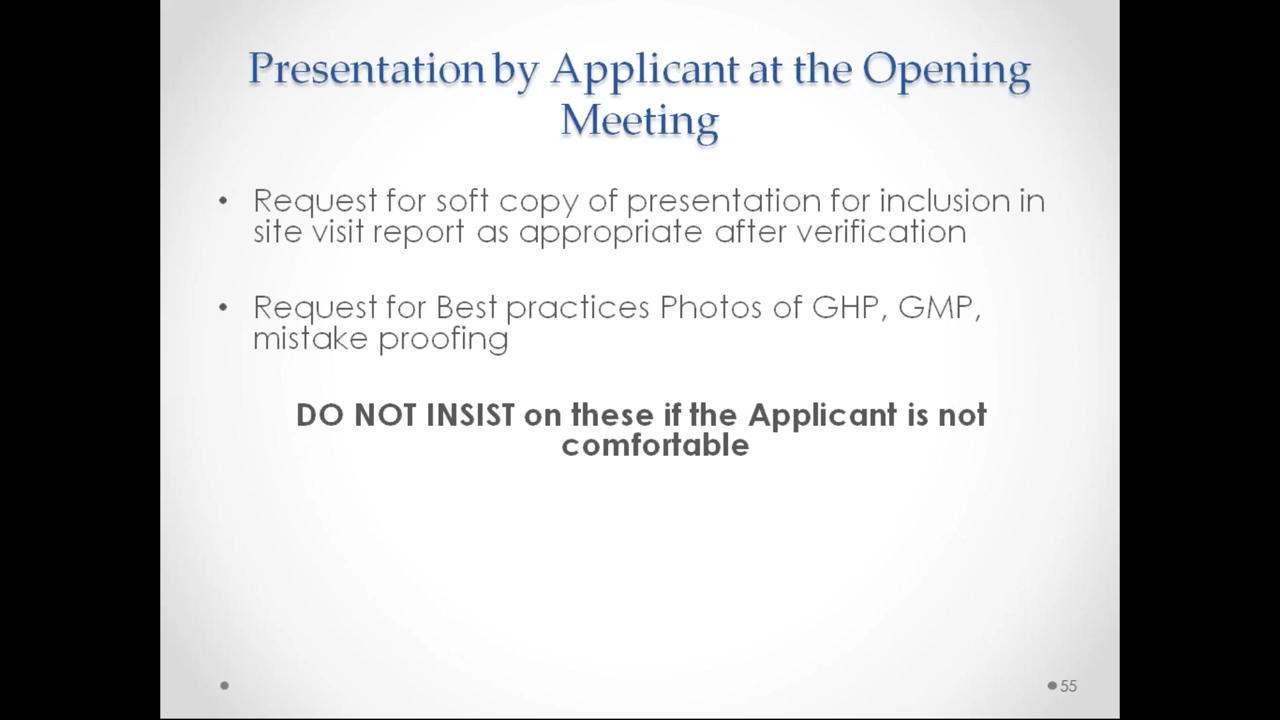 Presentation by Applicant at the Opening
Meeting
• Request for soft copy of presentation for inclusion in
site visit report as appropriate after verification
• Request for Best practices Photos of GHP, GMP,
mistake proofing
DO NOT INSIST on these if the Applicant is not
comfortable
55